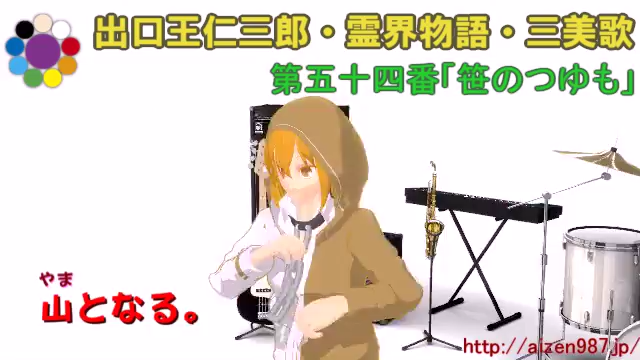 出口王仁三郎・霊界物語・三美歌
第五十四番「笹のつゆも」
やま
山となる。
http://aizen987.jp/